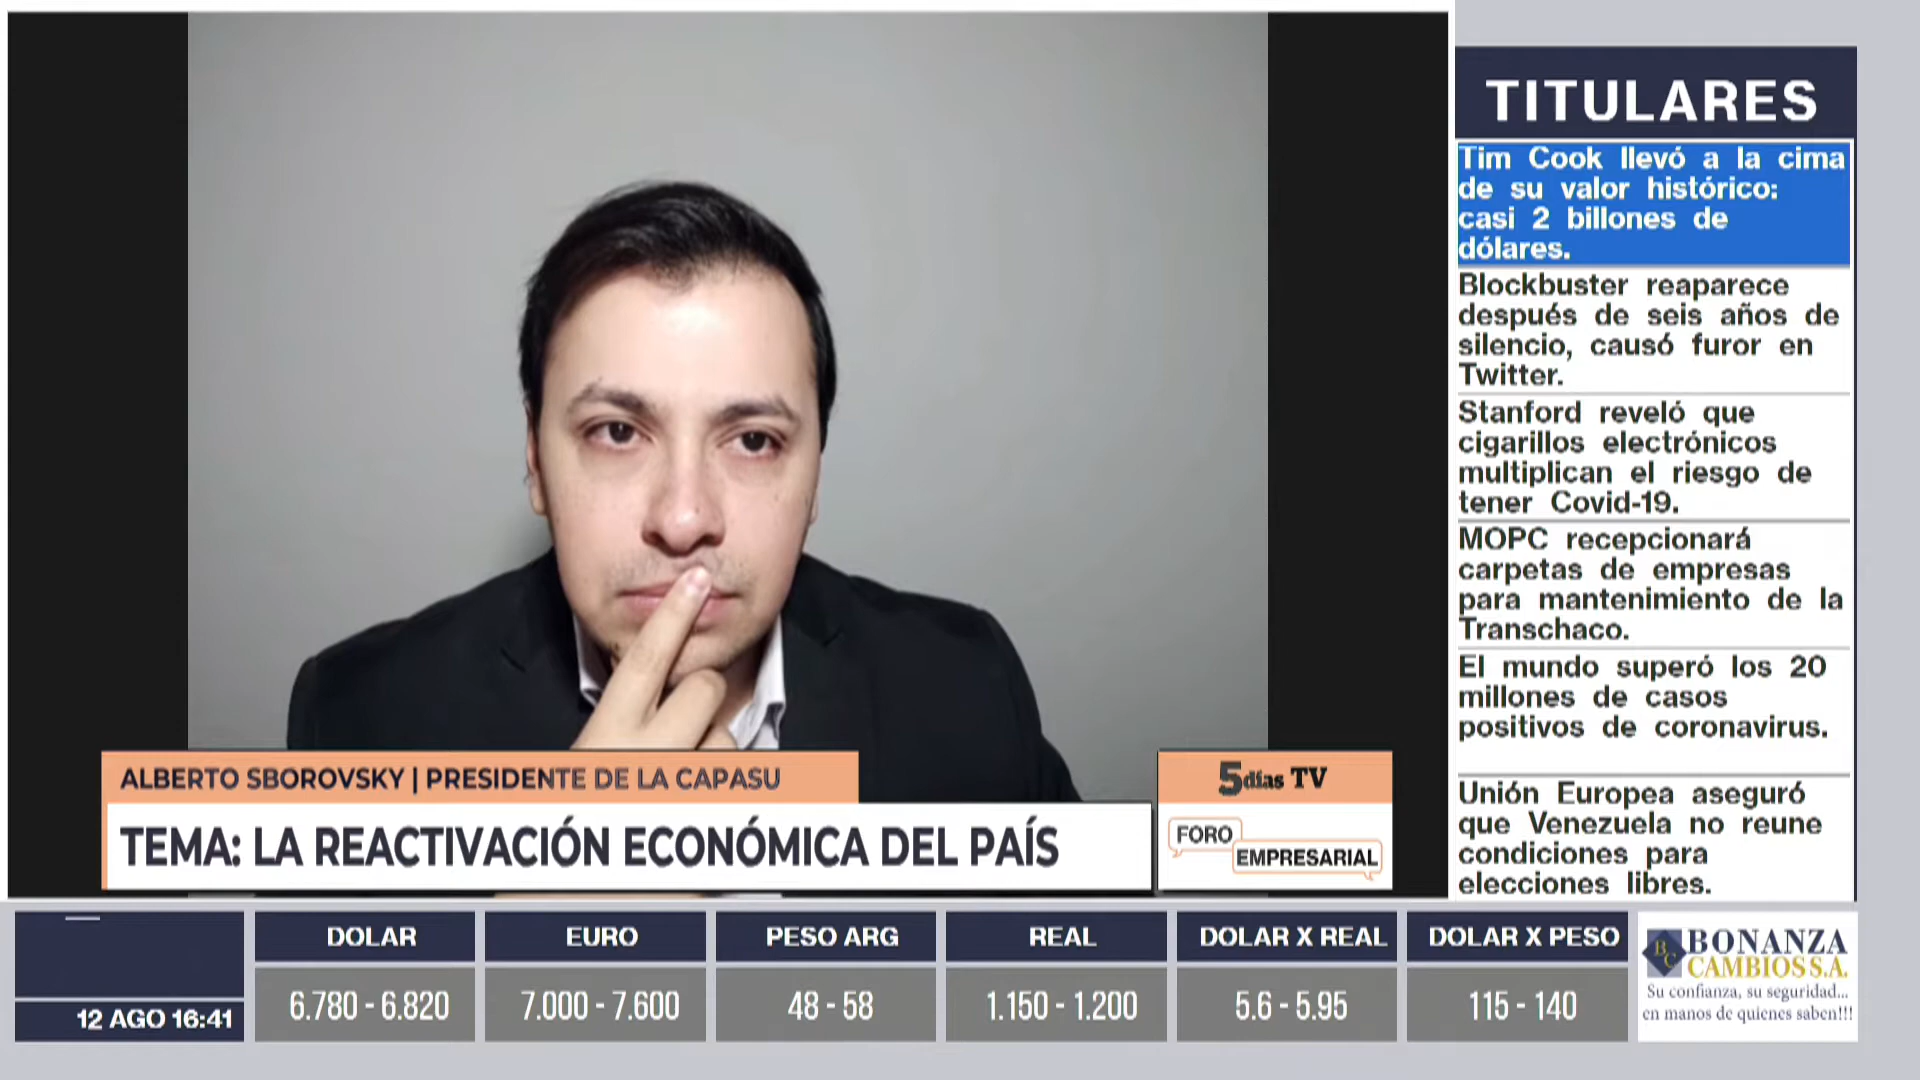 TITULARES
Tim Cook llevó a la cima
de su valor histórico:
casi 2 billones de
dólares.
Blockbuster reaparece
después de seis años de
silencio, causó furor en
Twitter.
Stanford reveló que
cigarillos electrónicos
multiplican el riesgo de
tener Covid-19.
MOPC recepcionará
carpetas de empresas
para mantenimiento de la
Transchaco.
El mundo superó los 20
millones de casos
positivos de coronavirus.
Unión Europea aseguró
que Venezuela no reune
condiciones para
elecciones libres.
ALBERTO SBOROVSKY | PRESIDENTE DE LA CAPASU
TEMA: LA REACTIVACIÓN ECONÓMICA DEL PAÍS
5días TV
FORO
EMPRESARIAL
12 AGO 16:41
DOLAR
6.780 - 6.820
EURO
7.000 - 7.600
PESO ARG
48 - 58
REAL
1.150 - 1.200
DOLAR X REAL
5.6 - 5.95
DOLAR X PESO
115 - 140
BC BONANZA
CAMBIOS S.A.
Su confianza, su seguridad...
en manos de quienes saben!!!